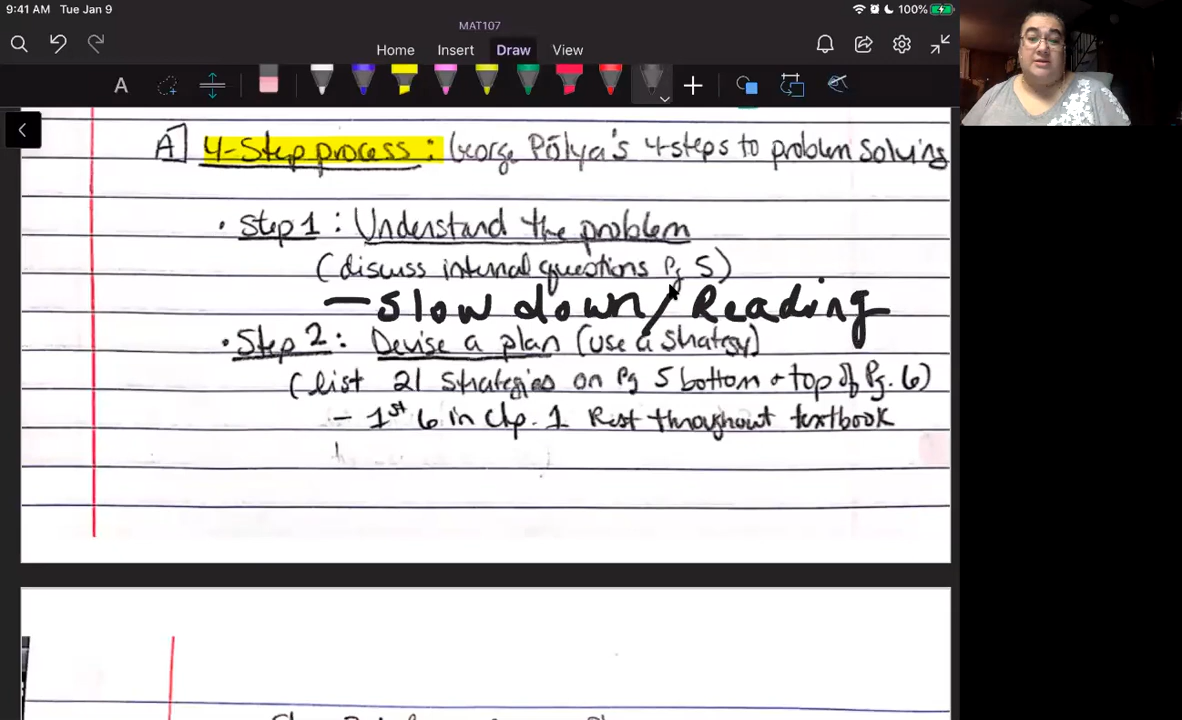 9:41 AM Tue Jan 9
100%
MAT107
Home Insert Draw View
A
A] 4-Step process: George Pōlya's 4 steps to problem solving
• Step 1: Understand the problem
(discuss internal questions Pg 5)
- Slow down/Reading
• Step 2: Devise a plan (use a strategy)
(list 21 strategies on Pg 5 bottom + top of Pg. 6)
- 1st 6 in Chp. 1 Rest throughout textbook